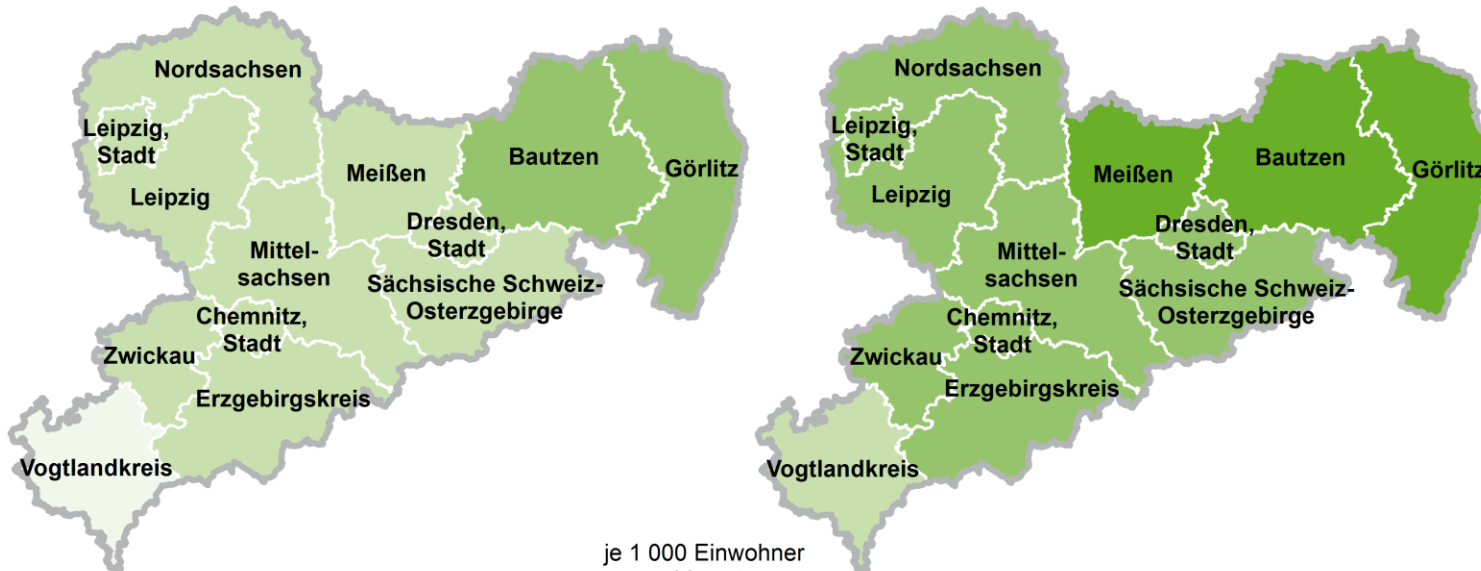 Nordsachsen
Leipzig,
Stadt
Leipzig
Meißen
Bautzen
Görlitz
Dresden,
Stadt
Mittel-
sachsen
Sächsische Schweiz-
Osterzgebirge
Chemnitz,
Stadt
Zwickau
Erzgebirgskreis
Vogtlandkreis
Nordsachsen
Leipzig,
Stadt
Leipzig
Meißen
Bautzen
Görlitz
Dresden,
Stadt
Mittel-
sachsen
Sächsische Schweiz-
Osterzgebirge
Chemnitz,
Stadt
Zwickau
Erzgebirgskreis
Vogtlandkreis
je 1 000 Einwohner